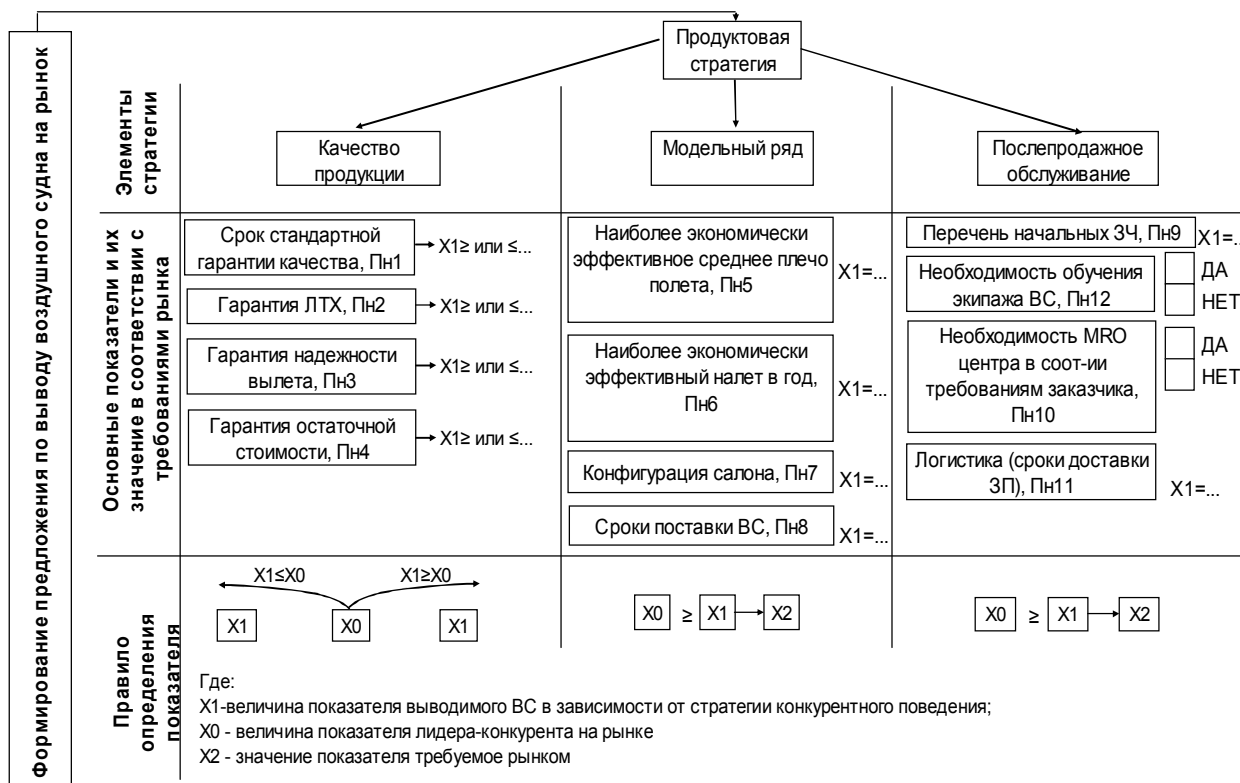 Формирование предложения по выводу воздушного судна на рынок
Продуктовая
стратегия
Элементы
стратегии
Качество
продукции
Модельный ряд
Послепродажное
обслуживание
Основные показатели и их
значение в соответствии с
требованиями рынка
Срок стандартной
гарантии качества, Пн1
X1≥ или ≤...
Гарантия ЛТХ, Пн2
X1≥ или ≤...
Гарантия надежности
вылета, Пн3
X1≥ или ≤...
Гарантия остаточной
стоимости, Пн4
X1≥ или ≤...
Наиболее экономически
эффективное среднее плечо
полета, Пн5
X1=...
Наиболее экономически
эффективный налет в год,
Пн6
X1=...
Конфигурация салона, Пн7
X1=...
Сроки поставки ВС, Пн8
X1=...
Перечень начальных ЗЧ, Пн9
X1=..
Необходимость обучения
экипажа ВС, Пн12
ДА
НЕТ
Необходимость MRO
центра в соот-ии
требованиям заказчика,
Пн10
ДА
НЕТ
Логистика (сроки доставки
ЗП), Пн11
X1=...
Правило
определения
показателя
X1≤X0
X1≥X0
X1
X0
X1
X0 ≥ X1 X2
X0 ≥ X1 X2
Где:
X1-величина показателя выводимого ВС в зависимости от стратегии конкурентного поведения;
X0 - величина показателя лидера-конкурента на рынке
X2 - значение показателя требуемое рынком